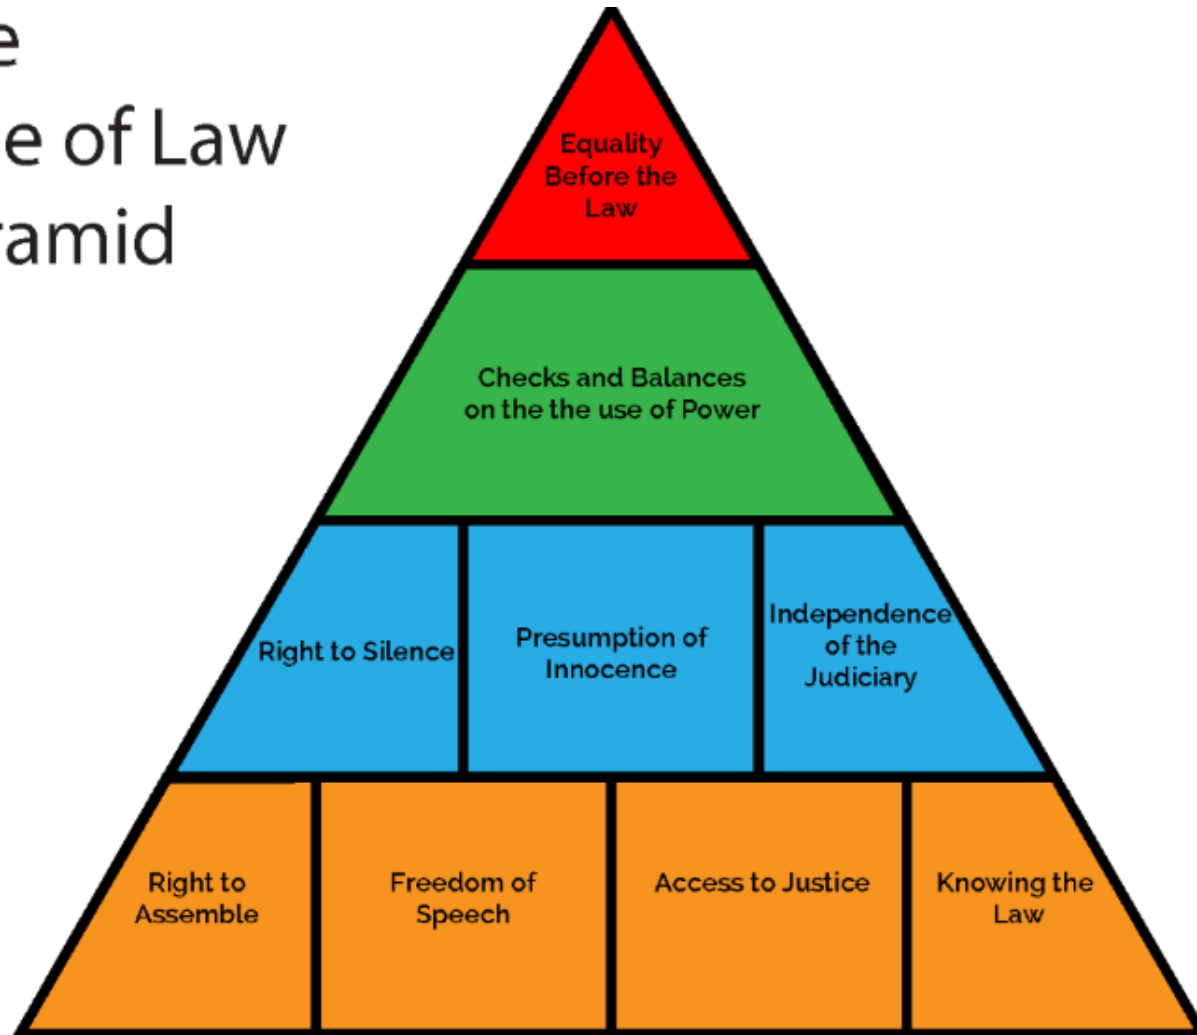 e
e of Law
ramid
Equality
Before the
Law
Checks and Balances
on the the use of Power
Right to Silence
Presumption of
Innocence
Independence
of the
Judiciary
Right to
Assemble
Freedom of
Speech
Access to Justice
Knowing the
Law